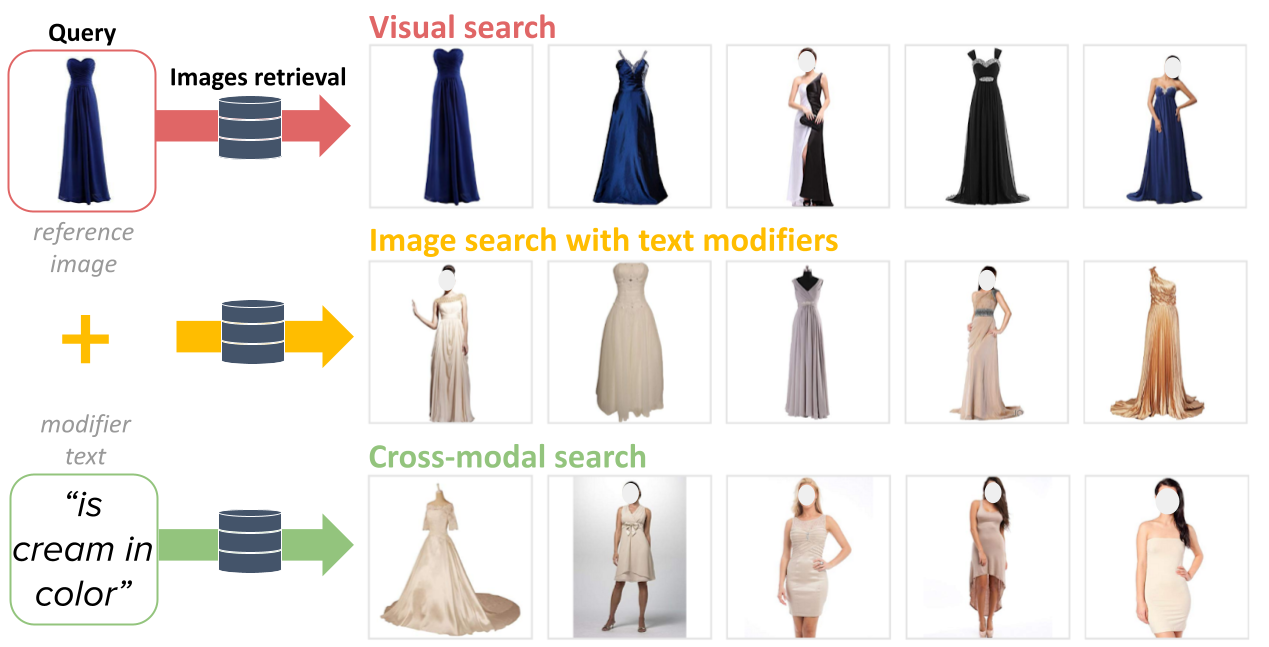 Query
Images retrieval
Visual search
reference
image
Image search with text modifiers
+
modifier
text
Cross-modal search
“is
cream in
color”